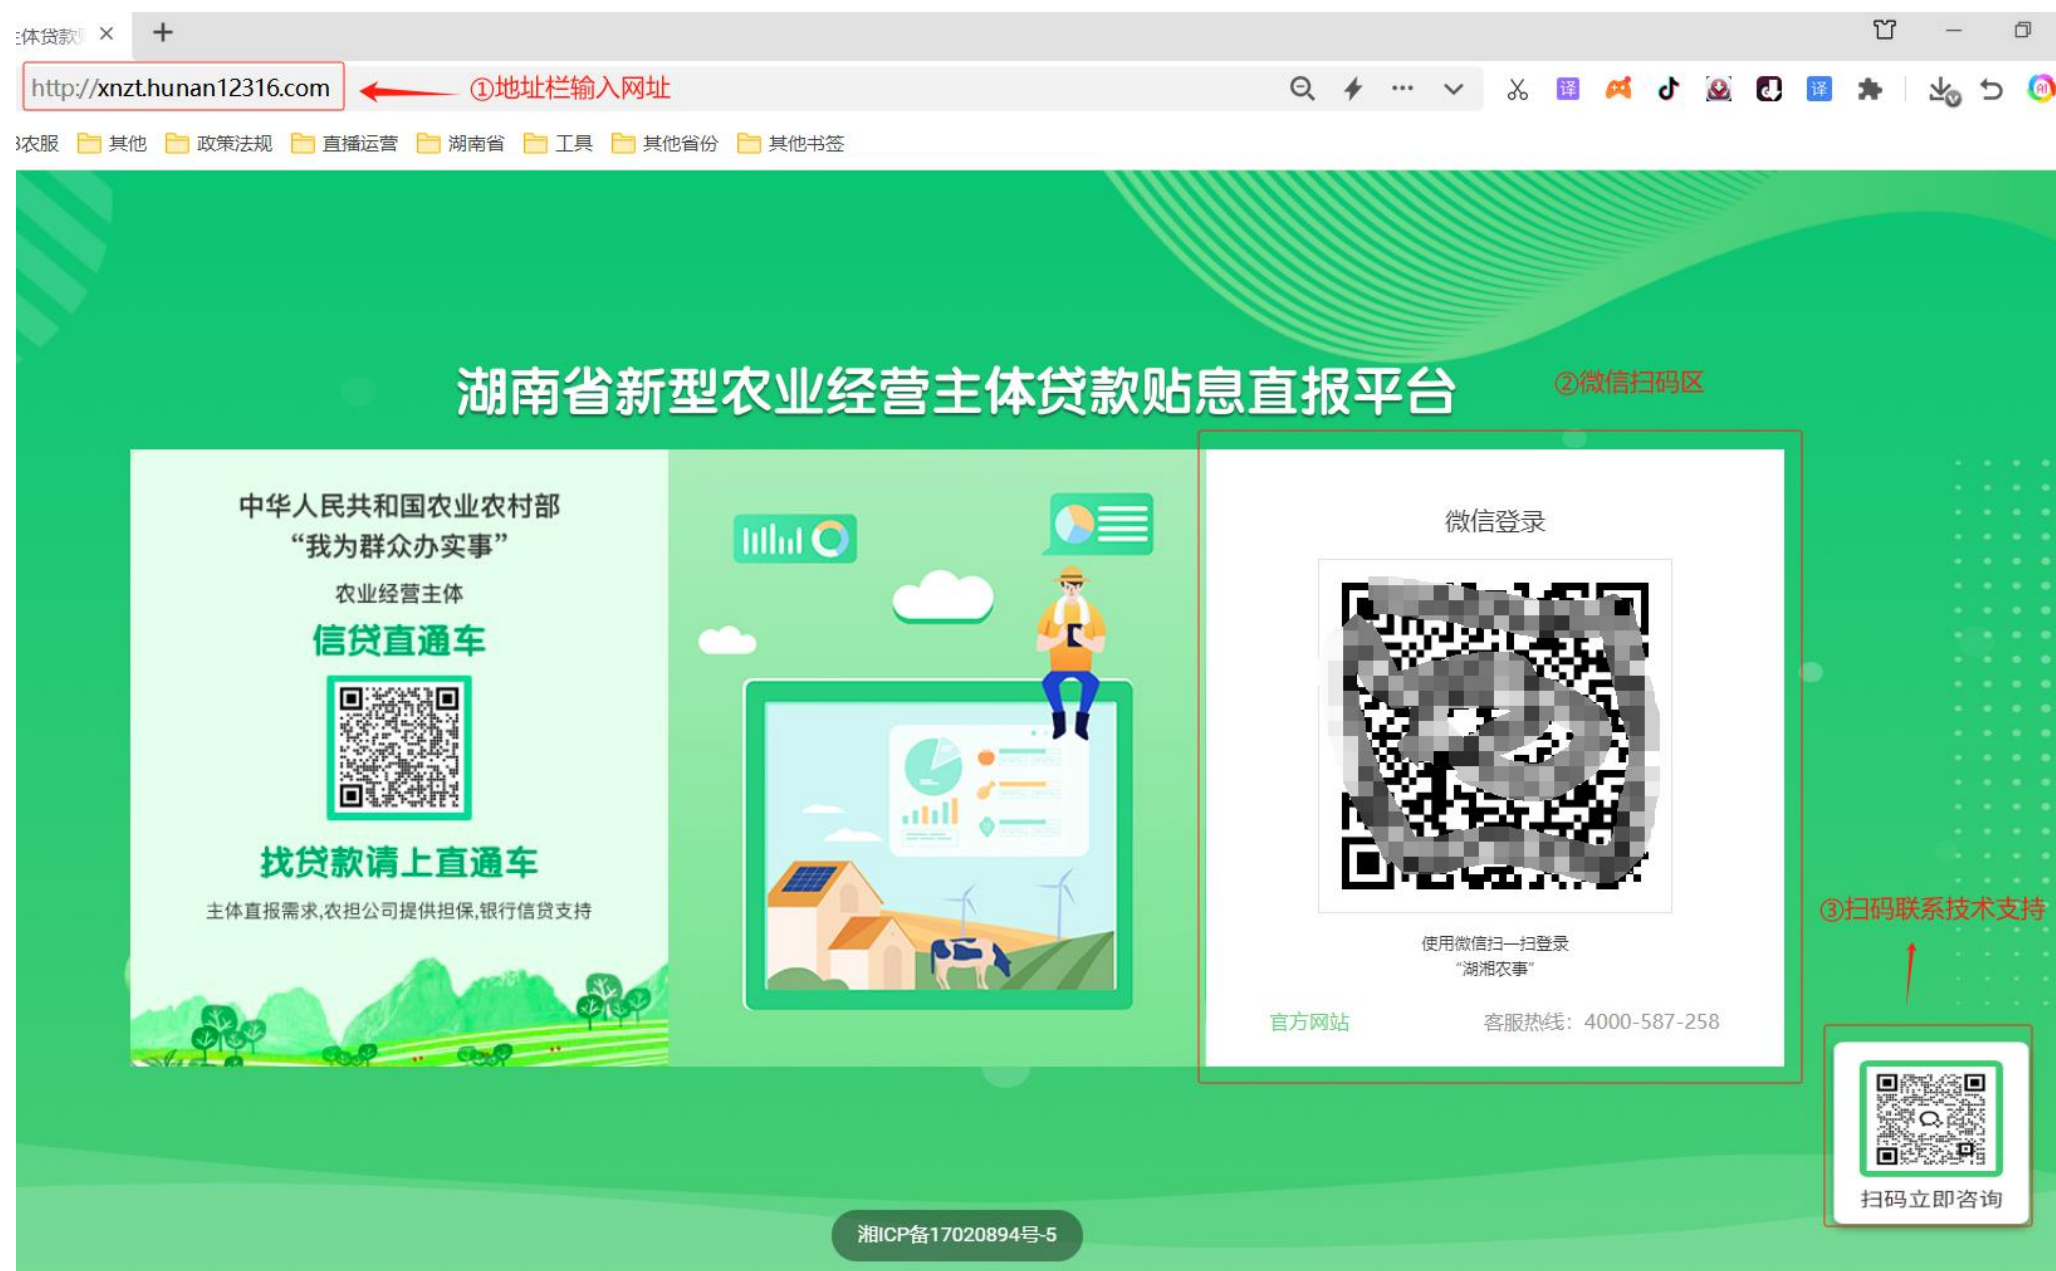 主体贷款
http://xnzt.hunan12316.com
①地址栏输入网址
译
译
AI
农服
其他
政策法规
直播运营
湖南省
工具
其他省份
其他书签
湖南省新型农业经营主体贷款贴息直报平台
②微信扫码区
中华人民共和国农业农村部
“我为群众办实事”
农业经营主体
信贷直通车
找贷款请上直通车
主体直报需求,农担公司提供担保,银行信贷支持
微信登录
使用微信扫一扫登录
“湖湘农事”
官方网站
客服热线：4000-587-258
③扫码联系技术支持
扫码立即咨询
湘ICP备17020894号-5